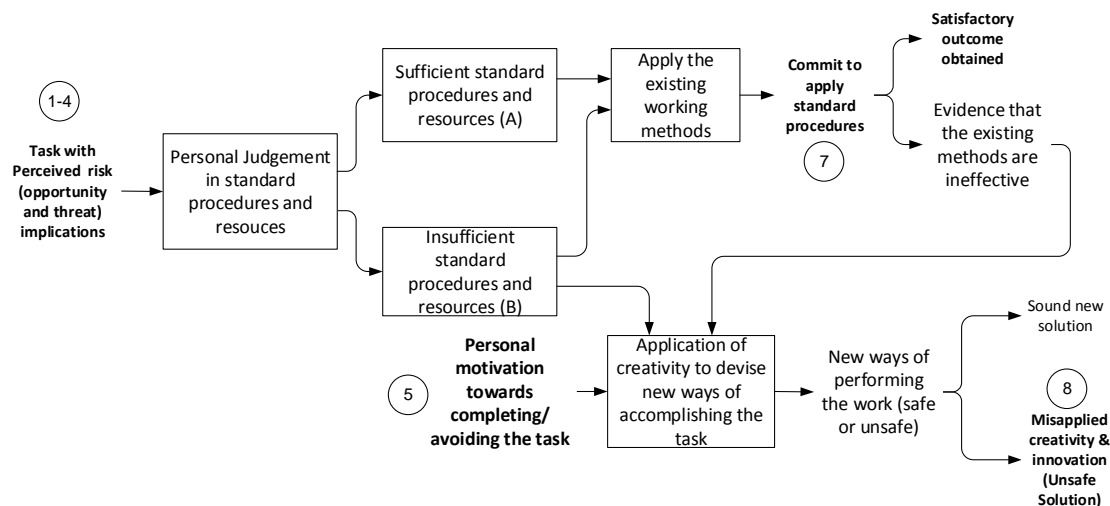 1-4
Task with
Perceived risk
(opportunity
and threat)
implications
Personal Judgement
in standard
procedures and
resouces
Sufficient standard
procedures and
resources (A)
Insufficient
standard
procedures and
resources (B)
Apply the
existing
working
methods
Commit to
apply
standard
procedures
7
Satisfactory
outcome
obtained
Evidence that
the existing
methods are
ineffective
5
Personal
motivation
towards
completing/
avoiding the task
Application of
creativity to devise
new ways of
accomplishing the
task
New ways of
performing
the work (safe
or unsafe)
Sound new
solution
8
Misapplied
creativity &
innovation
(Unsafe
Solution)